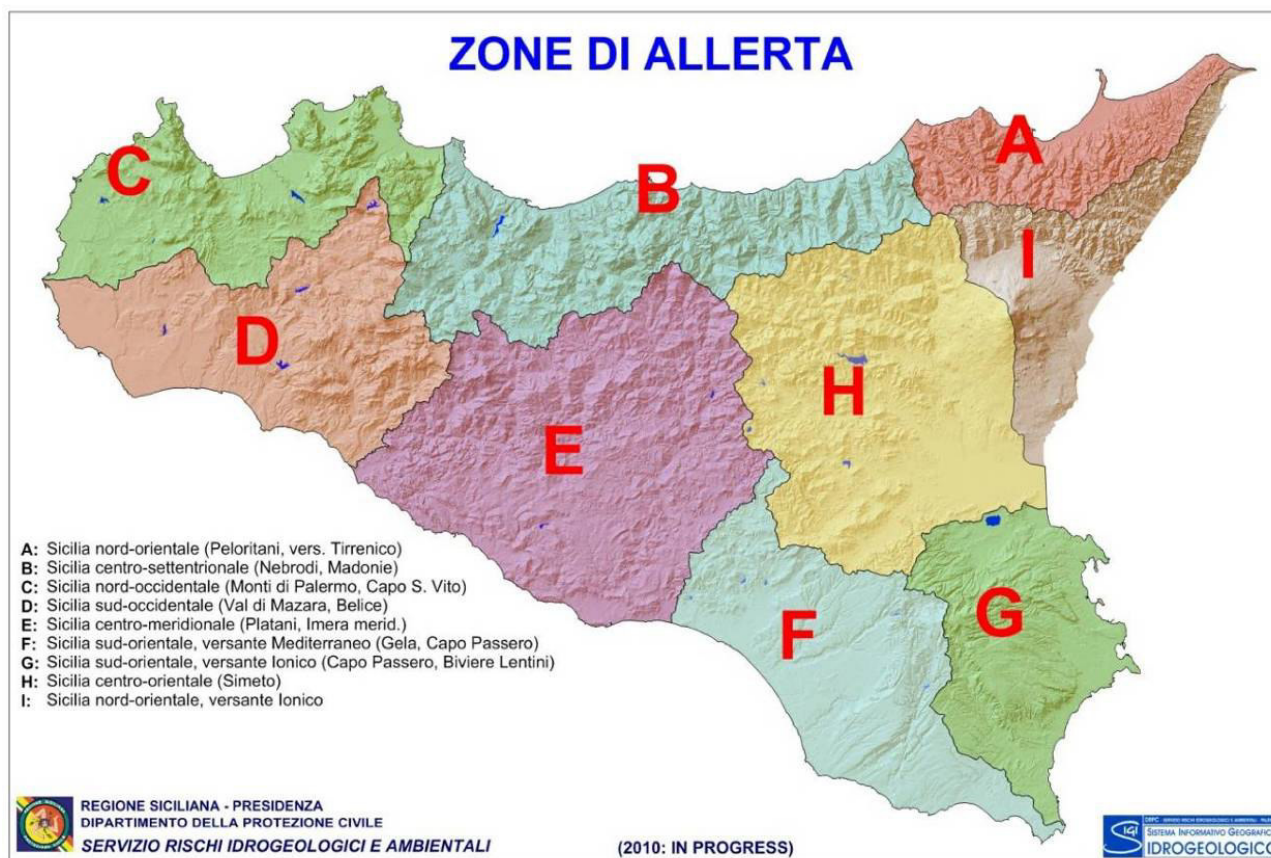 ZONE DI ALLERTA
A
C
B
I
D
H
E
G
F
A: Sicilia nord-orientale (Peloritani, vers. Tirrenico)
B: Sicilia centro-settentrionale (Nebrodi, Madonie)
C: Sicilia nord-occidentale (Monti di Palermo, Capo S. Vito)
D: Sicilia sud-occidentale (Val di Mazara, Belice)
E: Sicilia centro-meridionale (Platani, Imera merid.)
F: Sicilia sud-orientale, versante Mediterraneo (Gela, Capo Passero)
G: Sicilia sud-orientale, versante Ionico (Capo Passero, Biviere Lentini)
H: Sicilia centro-orientale (Simeto)
I: Sicilia nord-orientale, versante Ionico
REGIONE SICILIANA - PRESIDENZA
DIPARTIMENTO DELLA PROTEZIONE CIVILE
SERVIZIO RISCHI IDROGEOLOGICI E AMBIENTALI
(2010: IN PROGRESS)
SIGI
SISTEMA INFORMATIVO GEOGRAFICO
IDROGEOLOGICO